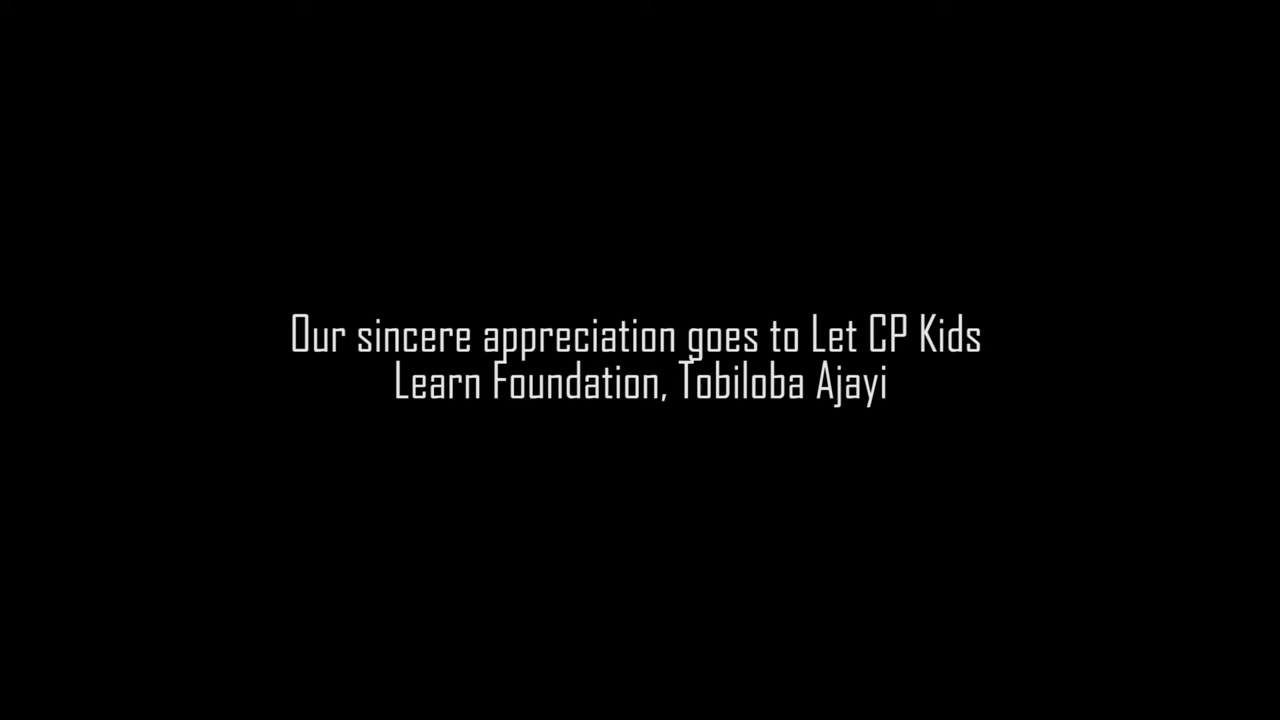 Our sincere appreciation goes to Let CP Kids
Learn Foundation, Tobiloba Ajayi